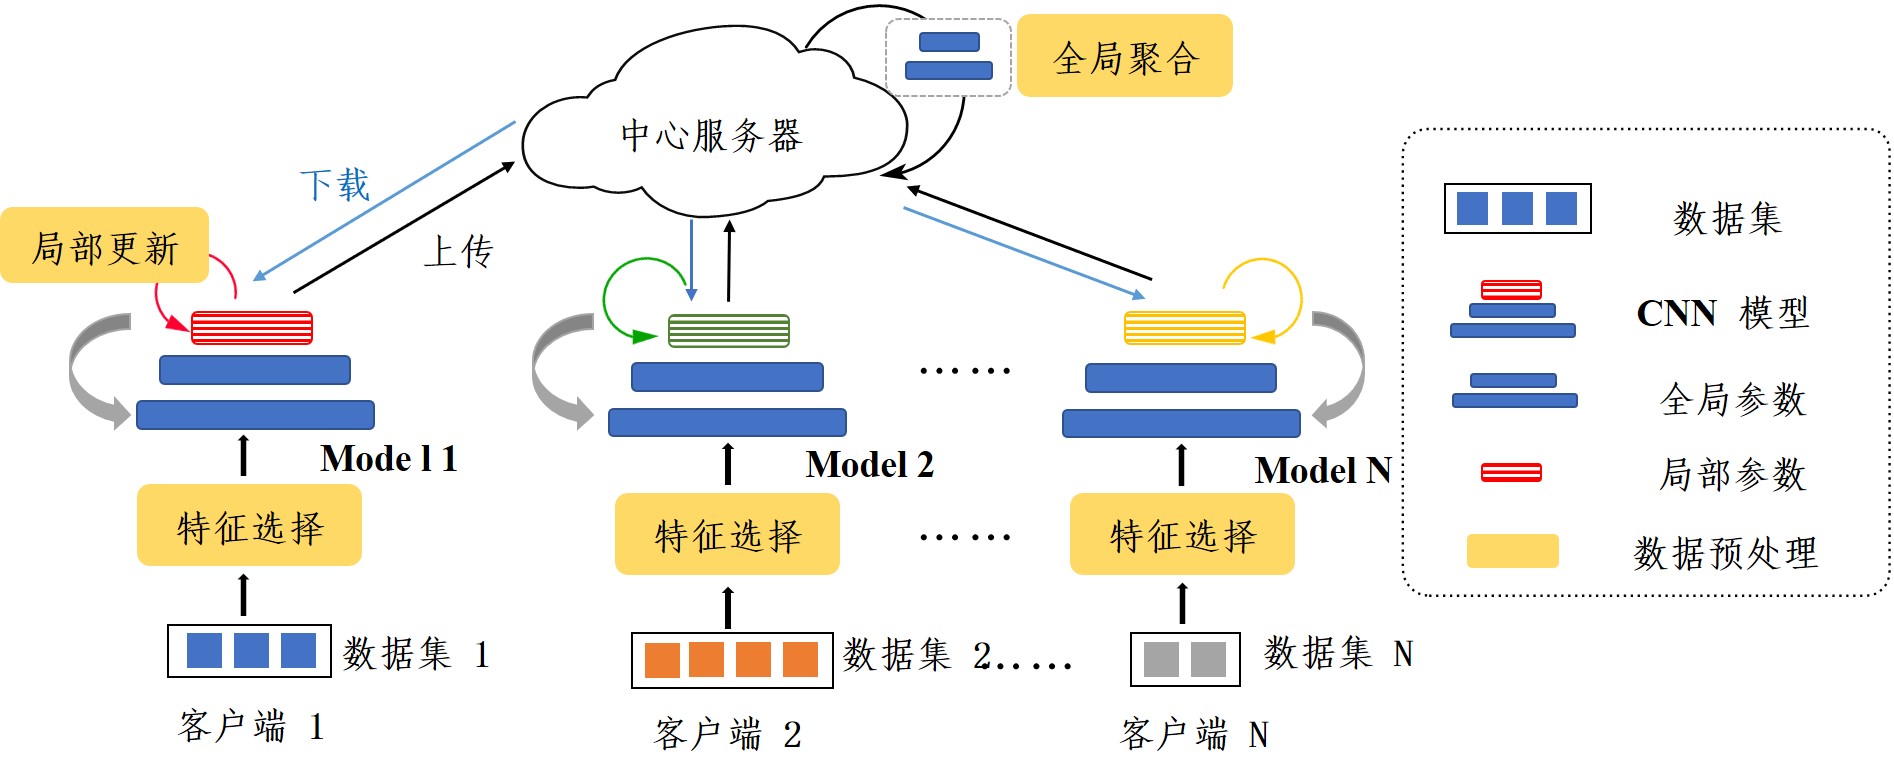 全局聚合
中心服务器
下载
上传
局部更新
Mode l 1
Model 2
Model N
……
特征选择
特征选择
……
特征选择
数据集 1
数据集 2
……
数据集 N
客户端 1
客户端 2
客户端 N
数据集
CNN 模型
全局参数
局部参数
数据预处理